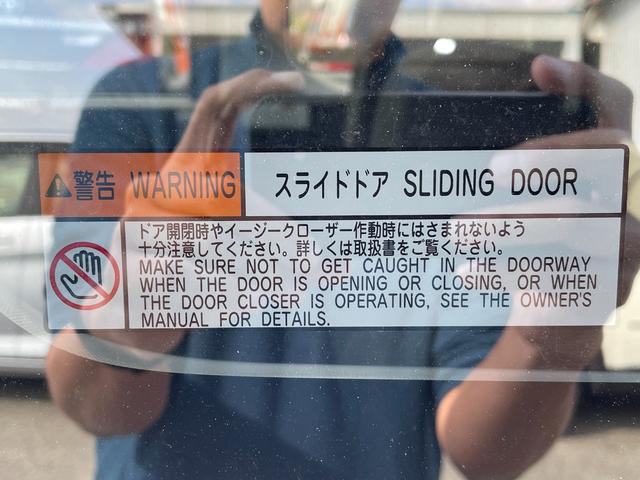 警告 WARNING
スライドドア SLIDING DOOR
ドア開閉時やイージークローザー作動時にはさまれないよう
十分注意してください。詳しくは取扱書をご覧ください。
MAKE SURE NOT TO GET CAUGHT IN THE DOORWAY
WHEN THE DOOR IS OPENING OR CLOSING, OR WHEN
THE DOOR CLOSER IS OPERATING, SEE THE OWNER'S
MANUAL FOR DETAILS.